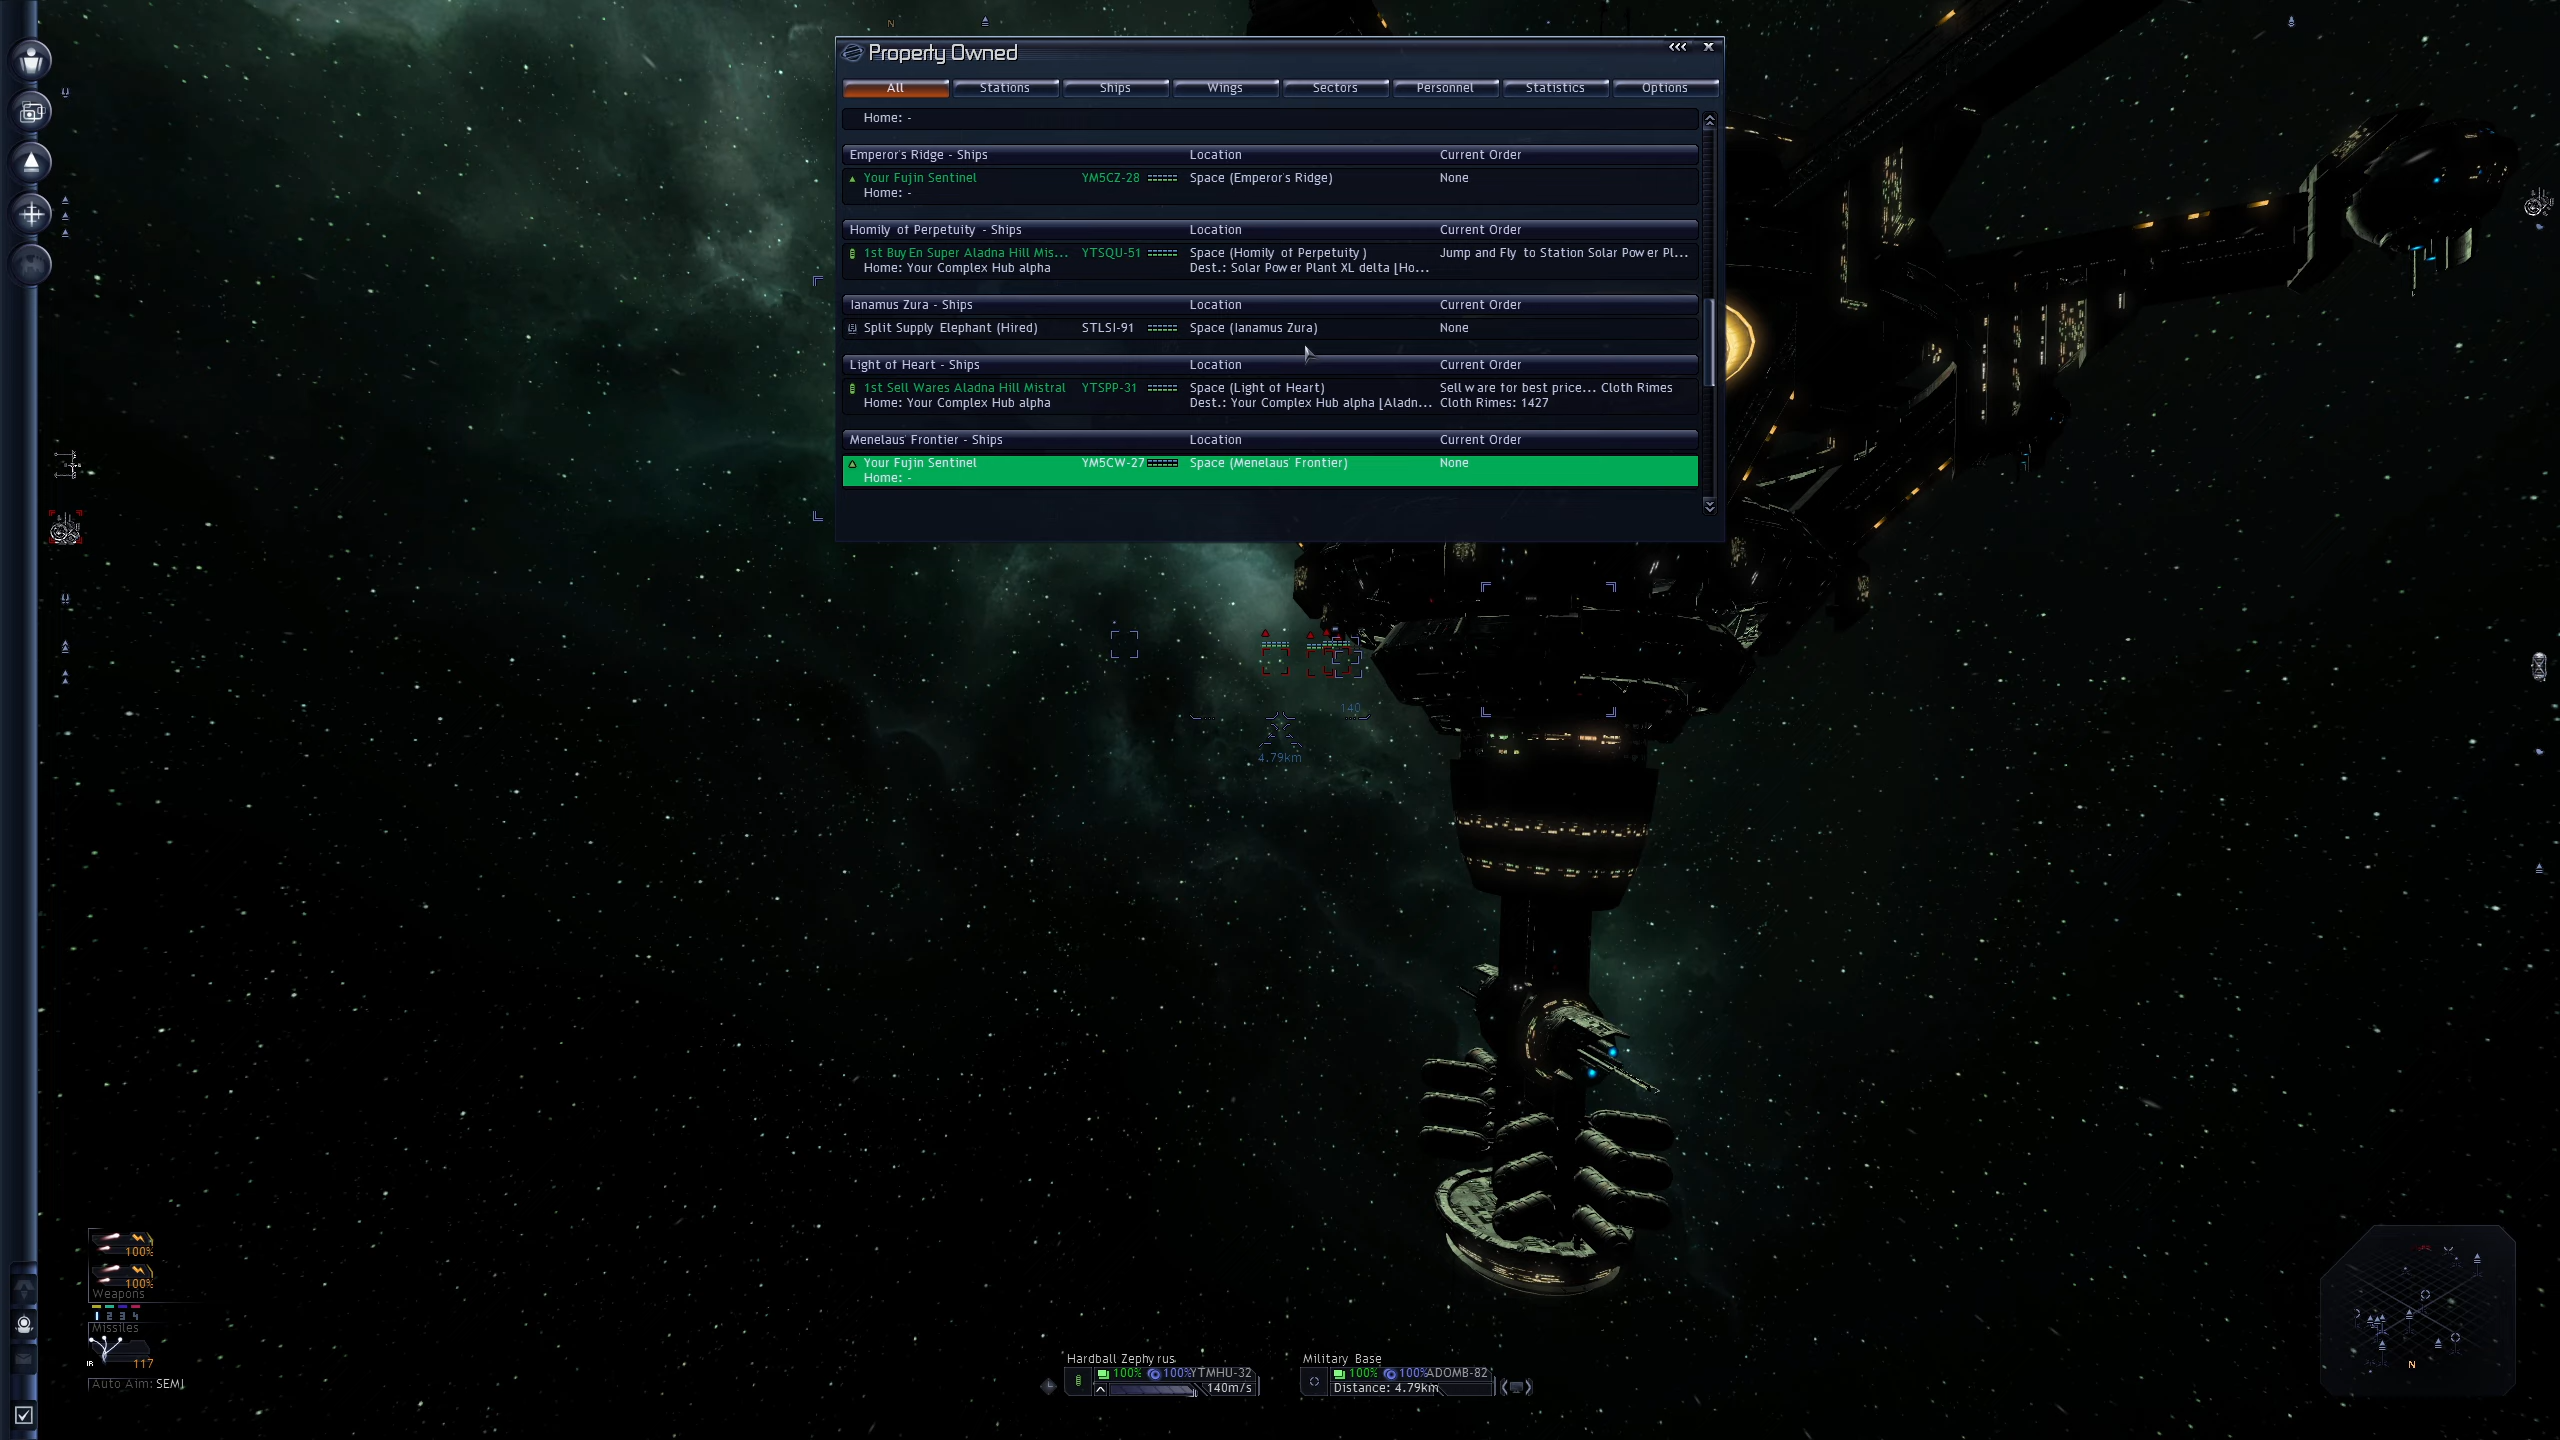 N
Property Owned
All Stations Ships Wings Sectors Personnel Statistics Options
Home: -
Emperor's Ridge - Ships Location Current Order
Your Fujin Sentinel YM5CZ-28 Space (Emperor's Ridge) None
Home: -
Homily of Perpetuity - Ships Location Current Order
1st Buy En Super Aladna Hill Mis... YTSQU-51 Space (Homily of Perpetuity) Jump and Fly to Station Solar Power Pl...
Home: Your Complex Hub alpha Dest.: Solar Power Plant XL delta [Ho...
Ianamus Zura - Ships Location Current Order
Split Supply Elephant (Hired) STLSI-91 Space (Ianamus Zura) None
Light of Heart - Ships Location Current Order
1st Sell Wares Aladna Hill Mistral YTSPP-31 Space (Light of Heart) Sell ware for best price... Cloth Rimes
Home: Your Complex Hub alpha Dest.: Your Complex Hub alpha [Aladn... Cloth Rimes: 1427
Menelaus' Frontier - Ships Location Current Order
Your Fujin Sentinel YM5CW-27 Space (Menelaus' Frontier) None
Home: -
140
4.79km
100%
100%
Weapons
1 2 3 4
Missiles
IR 117
Auto Aim: SEMI
Hardball Zephyrus
100% 100% YTMHU-32
140m/s
Military Base
100% 100% ADOMB-82
Distance: 4.79km
N